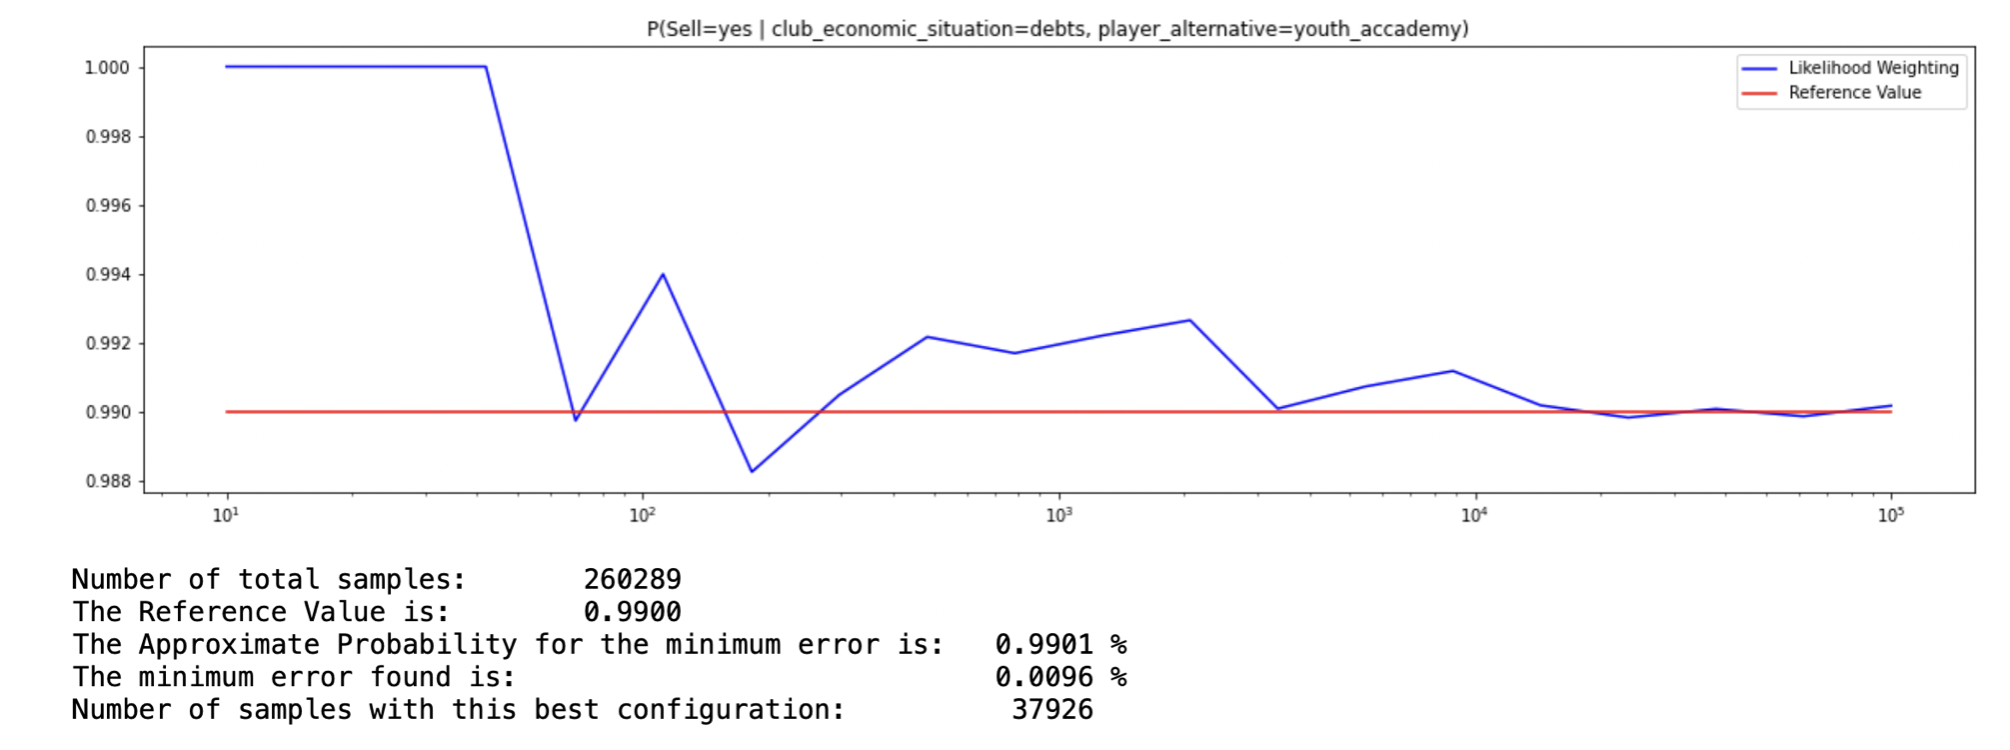 P(Sell=yes | club_economic_situation=debts, player_alternative=youth_accademy)
Likelihood Weighting
Reference Value
1.000
0.998
0.996
0.994
0.992
0.990
0.988
10¹ 10² 10³ 10⁴ 10⁵
Number of total samples: 260289
The Reference Value is: 0.9900
The Approximate Probability for the minimum error is: 0.9901 %
The minimum error found is: 0.0096 %
Number of samples with this best configuration: 37926